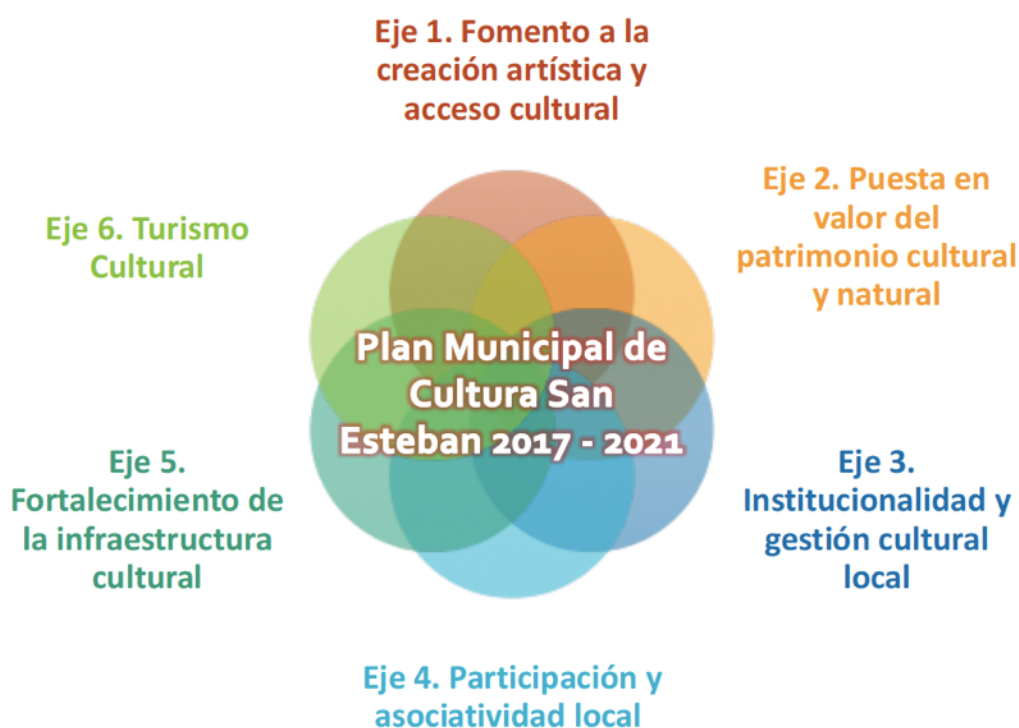 Eje 1. Fomento a la
creación artística y
acceso cultural
Eje 2. Puesta en
valor del
patrimonio cultural
y natural
Eje 6. Turismo
Cultural
Plan Municipal de
Cultura San
Esteban 2017 - 2021
Eje 3.
Institucionalidad y
gestión cultural
local
Eje 5.
Fortalecimiento de
la infraestructura
cultural
Eje 4. Participación y
asociatividad local